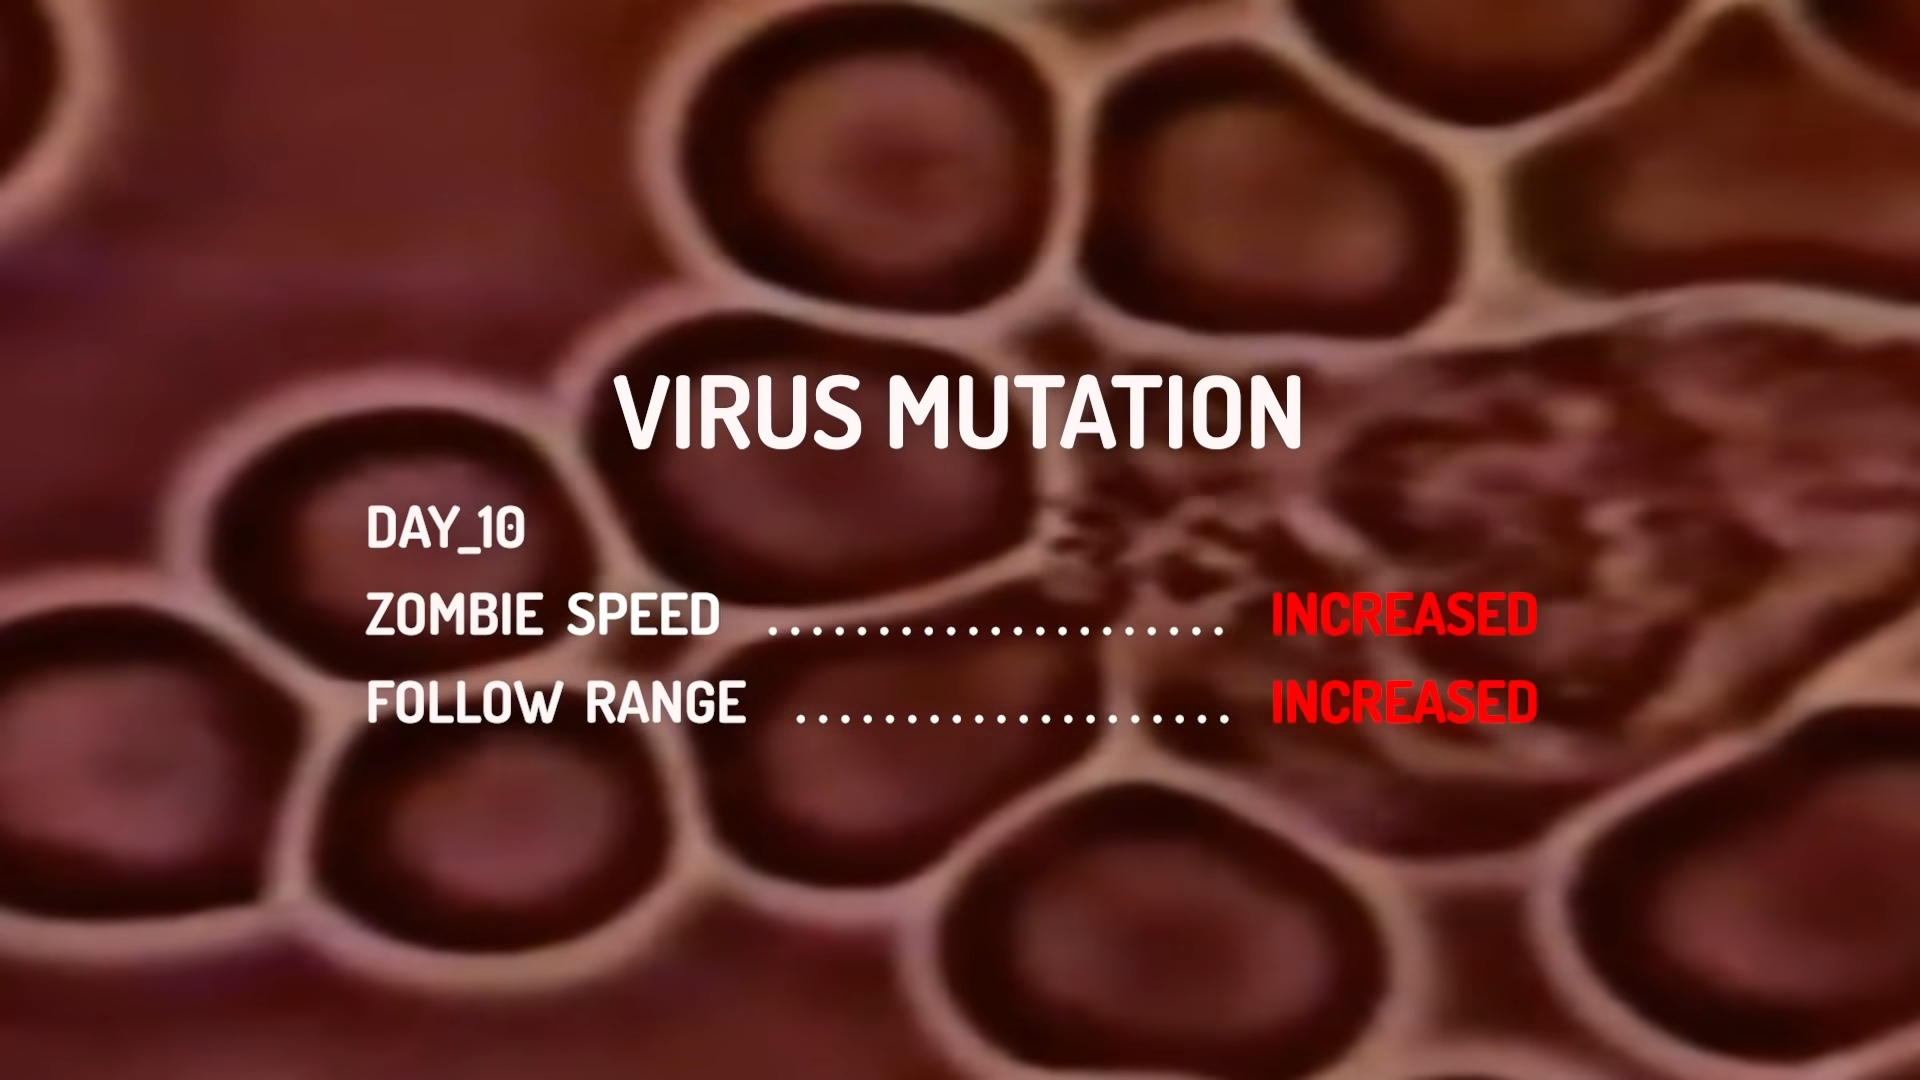 VIRUS MUTATION
DAY_10
ZOMBIE SPEED ..................... INCREASED
FOLLOW RANGE .................... INCREASED